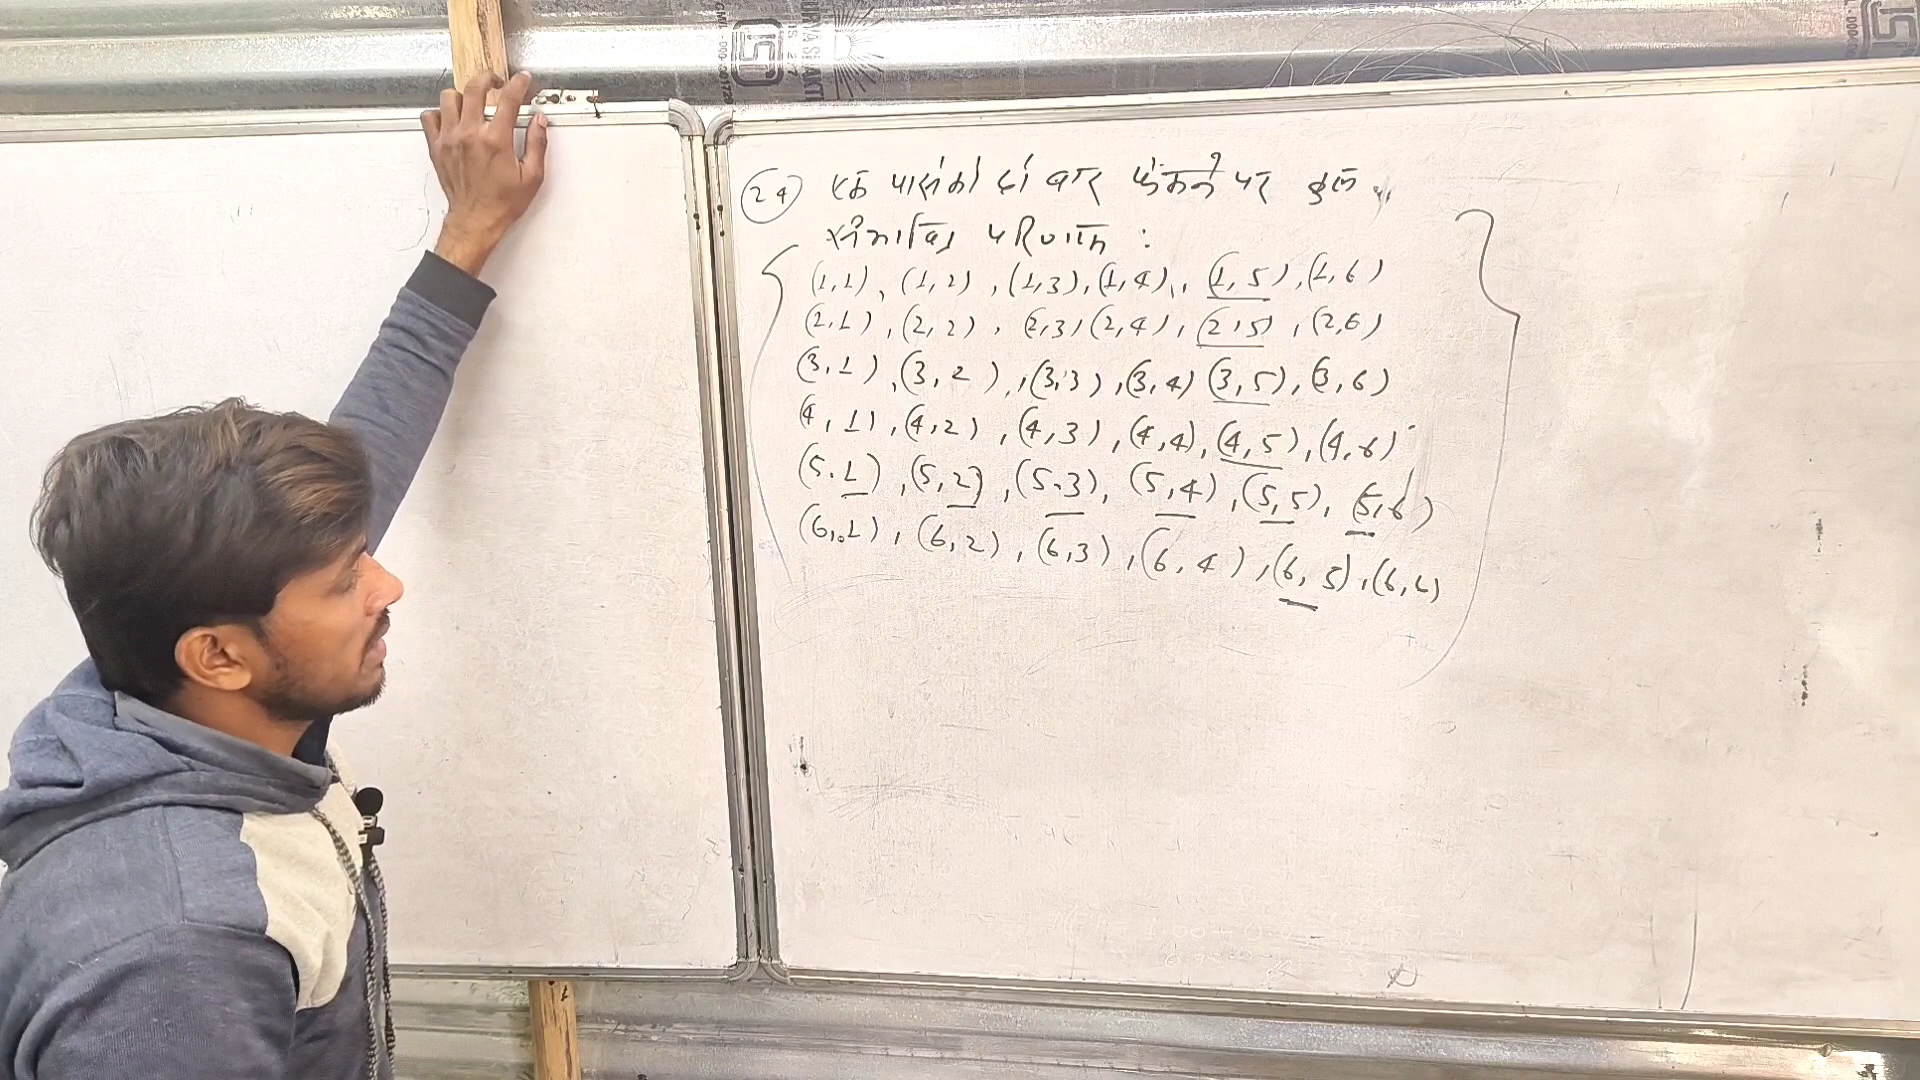 24 एक पासे को दो बार फेंकने पर कुल
संभावित परिणाम :
(1,1), (1,2), (1,3), (1,4), (1,5), (1,6)
(2,1), (2,2), (2,3) (2,4), (2,5), (2,6)
(3,1), (3,2), (3,3), (3,4) (3,5), (3,6)
(4,1), (4,2), (4,3), (4,4), (4,5), (4,6)
(5.1), (5,2), (5.3), (5,4), (5,5), (5,6)
(6,1), (6,2), (6,3), (6,4), (6,5), (6,6)